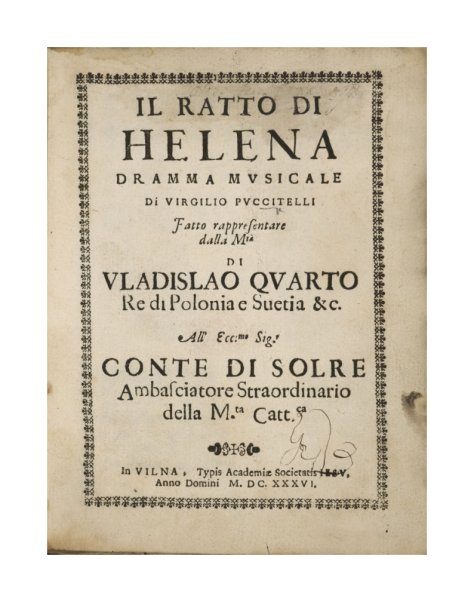 IL RATTO DI
HELENA
DRAMMA MVSICALE
Di VIRGILIO PVCCITELLI
Fatto rappresentare
dalla M.tà
DI
VLADISLAO QVARTO
Re di Polonia e Suetia &c.
All' Ecc:mo Sig.r
CONTE DI SOLRE
Ambasciatore Straordinario
della M.ta Catt.ca
In VILNA, Typis Academiæ Societatis IESV,
Anno Domini M. DC. XXXVI.